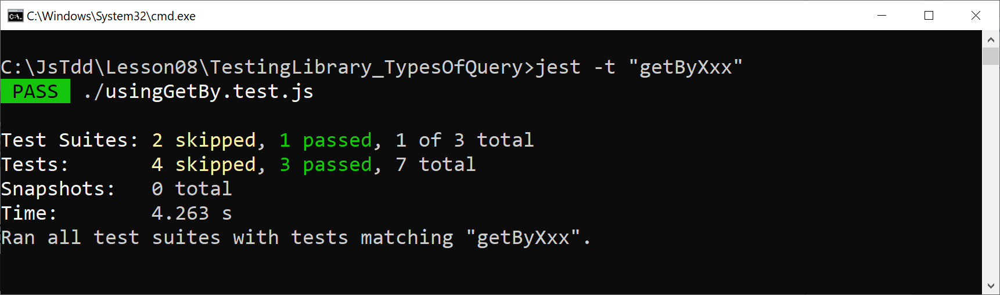 C:\Windows\System32\cmd.exe
C:\JsTdd\Lesson08\TestingLibrary_TypesOfQuery>jest -t "getByXxx"
PASS ./usingGetBy.test.js
Test Suites: 2 skipped, 1 passed, 1 of 3 total
Tests:       4 skipped, 3 passed, 7 total
Snapshots:   0 total
Time:        4.263 s
Ran all test suites with tests matching "getByXxx".